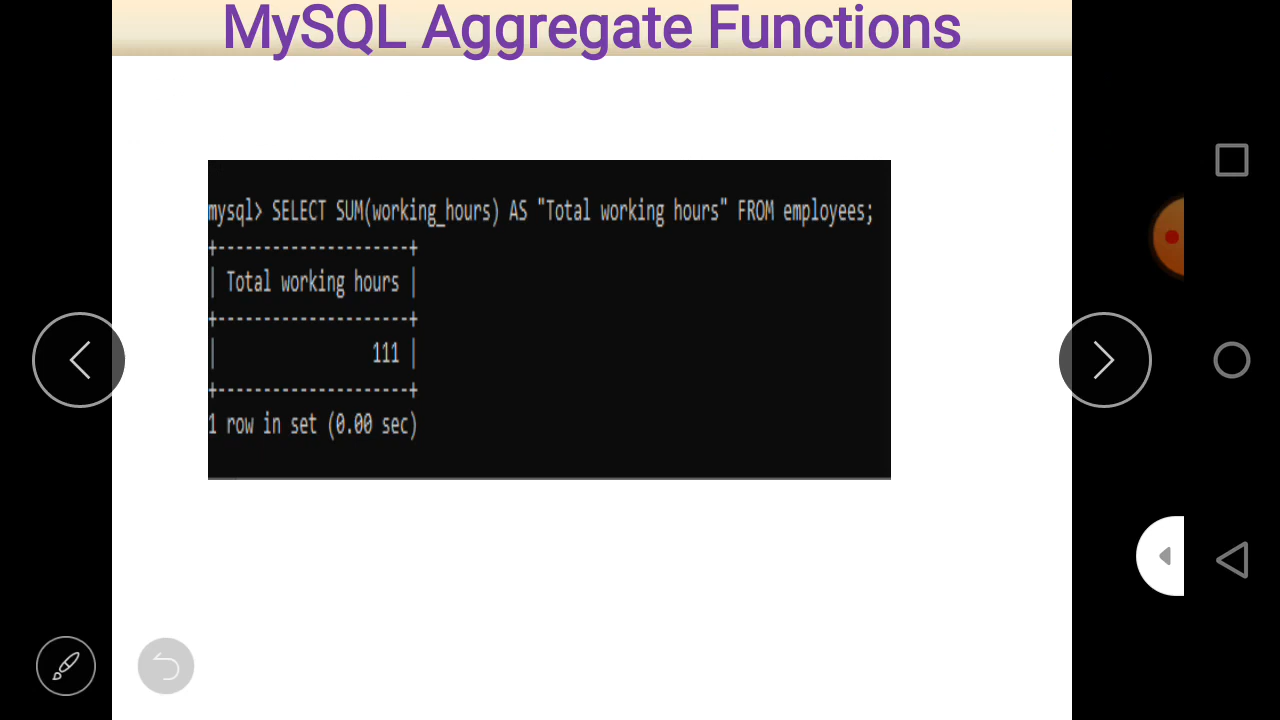 MySQL Aggregate Functions
mysql> SELECT SUM(working_hours) AS "Total working hours" FROM employees;
+---------------------+
| Total working hours |
+---------------------+
|                 111 |
+---------------------+
1 row in set (0.00 sec)